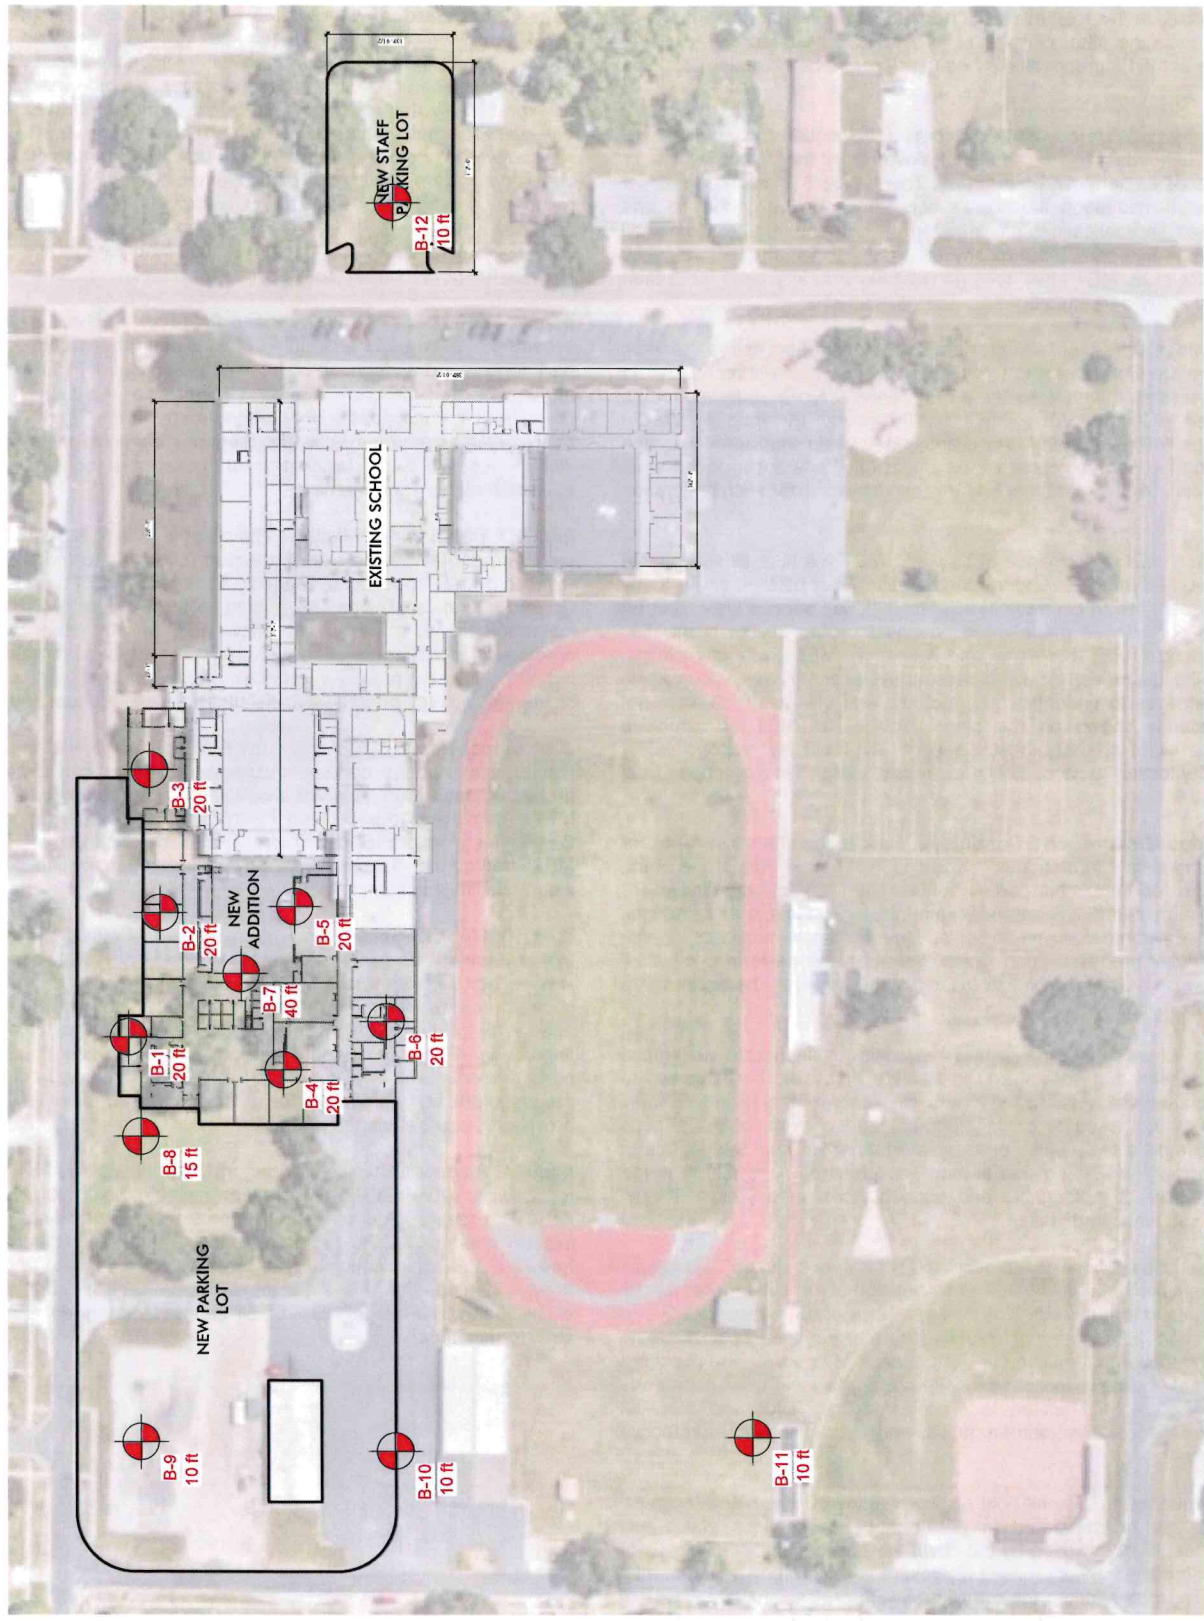 NEW STAFF
PARKING LOT
B-12
10 ft
EXISTING SCHOOL
B-3
20 ft
NEW
ADDITION
B-2
20 ft
B-5
20 ft
B-7
40 ft
B-1
20 ft
B-6
20 ft
B-4
20 ft
B-8
15 ft
NEW PARKING
LOT
B-9
10 ft
B-10
10 ft
B-11
10 ft